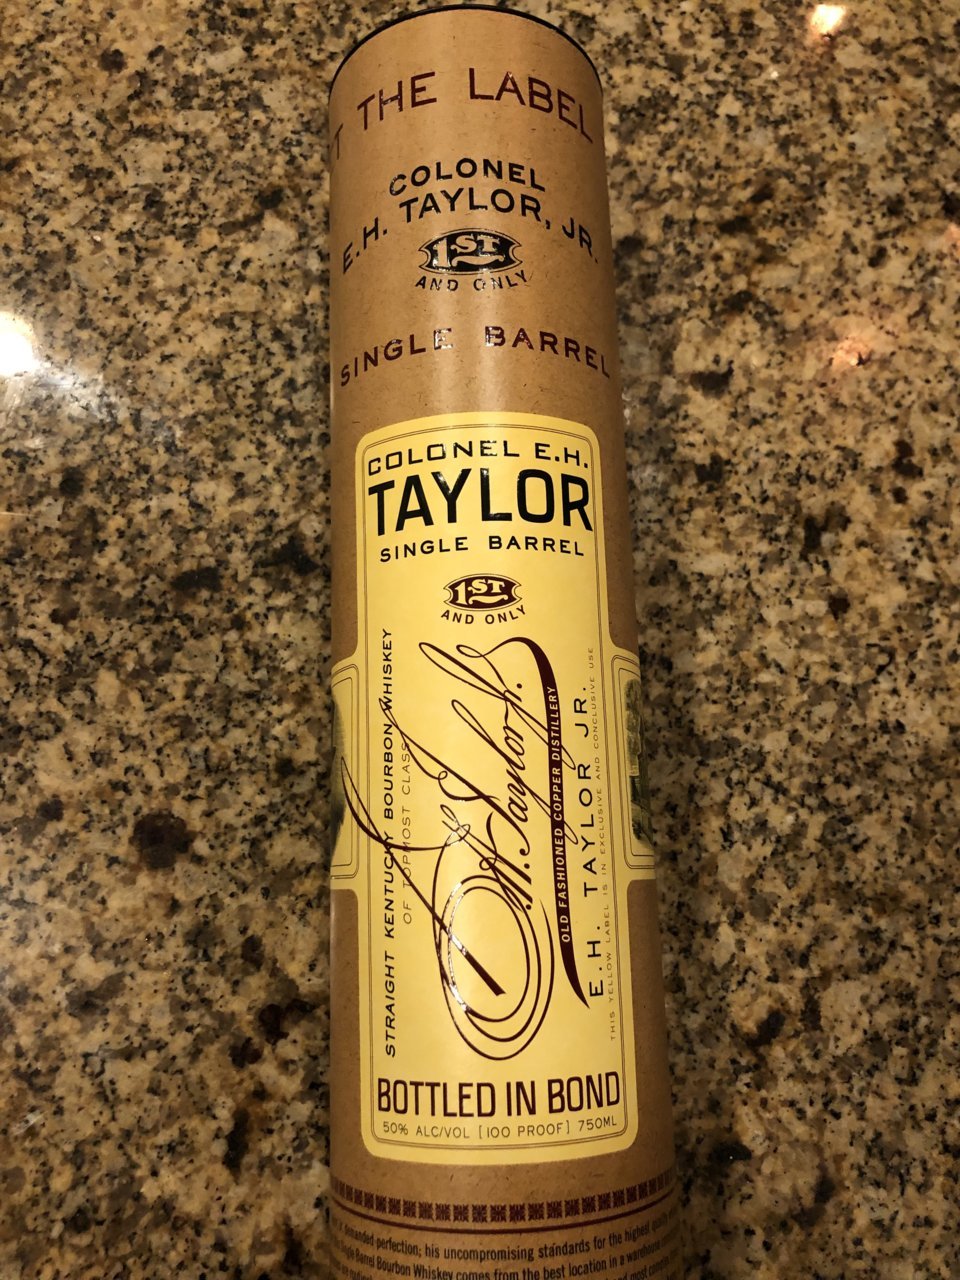 THE LABEL
COLONEL
E.H. TAYLOR, JR.
1ST
AND ONLY
SINGLE BARREL
COLONEL E.H.
TAYLOR
SINGLE BARREL
1ST
AND ONLY
STRAIGHT KENTUCKY BOURBON WHISKEY
OF TOPMOST CLASS
E.H. Taylor Jr.
OLD FASHIONED COPPER DISTILLERY
E.H. TAYLOR JR.
THIS YELLOW LABEL IS IN EXCLUSIVE AND CONCLUSIVE USE
BOTTLED IN BOND
50% ALC/VOL [100 PROOF] 750ML
demanded perfection; his uncompromising standards for the highest
Single Barrel Bourbon Whiskey comes from the best location in a warehouse